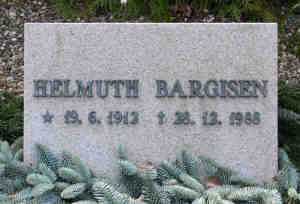 HELMUTH BARGISEN
★ 19. 6. 1912 † 28. 12. 1988